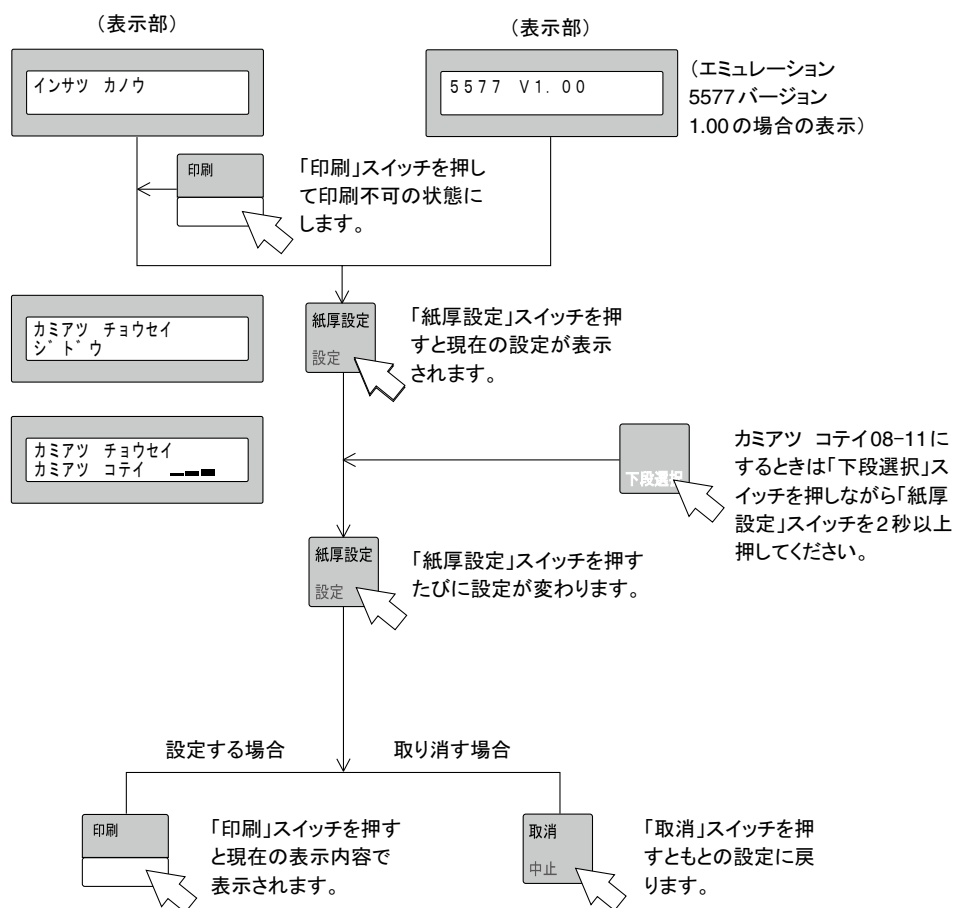 （表示部）
（表示部）
インサツ カノウ
5577 V1.00
（エミュレーション
5577バージョン
1.00の場合の表示）
印刷
「印刷」スイッチを押し
て印刷不可の状態に
します。
カミアツ チョウセイ
シ゛ト゛ウ
紙厚設定
設定
「紙厚設定」スイッチを押
すと現在の設定が表示
されます。
カミアツ チョウセイ
カミアツ コテイ
下段選択
カミアツ コテイ08-11に
するときは「下段選択」ス
イッチを押しながら「紙厚
設定」スイッチを2秒以上
押してください。
紙厚設定
設定
「紙厚設定」スイッチを押す
たびに設定が変わります。
設定する場合
取り消す場合
印刷
「印刷」スイッチを押す
と現在の表示内容で
表示されます。
取消
中止
「取消」スイッチを押
すともとの設定に戻
ります。